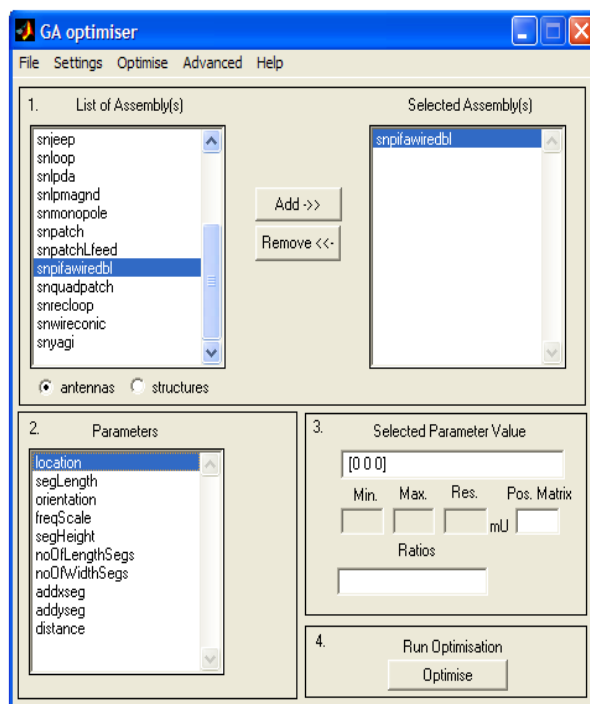 GA optimiser
File Settings Optimise Advanced Help
1. List of Assembly(s)
snjeep
snloop
snlpda
snlpmagnd
snmonopole
snpatch
snpatchLfeed
snpifawiredbl
snquadpatch
snrecloop
snwireconic
snyagi
antennas structures
Add ->>
Remove <<-
Selected Assembly(s)
snpifawiredbl
2. Parameters
location
segLength
orientation
freqScale
segHeight
noOfLengthSegs
noOfWidthSegs
addxseg
addyseg
distance
3. Selected Parameter Value
[0 0 0]
Min. Max. Res. Pos. Matrix
mU
Ratios
4. Run Optimisation
Optimise